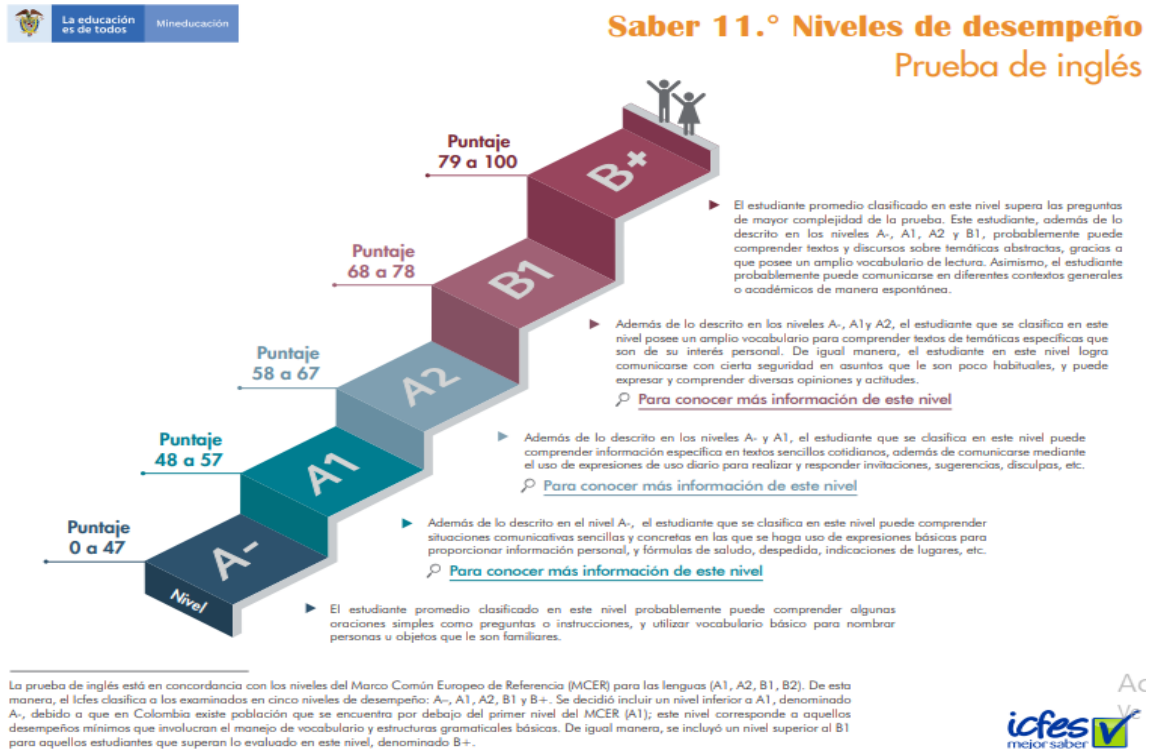 La educación
es de todos
Mineducación
Saber 11.° Niveles de desempeño
Prueba de inglés
Puntaje
79 a 100
B+
El estudiante promedio clasificado en este nivel supera las preguntas
de mayor complejidad de la prueba. Este estudiante, además de lo
descrito en los niveles A-, A1, A2 y B1, probablemente puede
comprender textos y discursos sobre temáticas abstractas, gracias a
que posee un amplio vocabulario de lectura. Asimismo, el estudiante
probablemente puede comunicarse en diferentes contextos generales
o académicos de manera espontánea.
Puntaje
68 a 78
B1
Además de lo descrito en los niveles A-, A1y A2, el estudiante que se clasifica en este
nivel posee un amplio vocabulario para comprender textos de temáticas específicas que
son de su interés personal. De igual manera, el estudiante en este nivel logra
comunicarse con cierta seguridad en asuntos que le son poco habituales, y puede
expresar y comprender diversas opiniones y actitudes.
Para conocer más información de este nivel
Puntaje
58 a 67
A2
Además de lo descrito en los niveles A- y A1, el estudiante que se clasifica en este nivel puede
comprender información específica en textos sencillos cotidianos, además de comunicarse mediante
el uso de expresiones de uso diario para realizar y responder invitaciones, sugerencias, disculpas, etc.
Para conocer más información de este nivel
Puntaje
48 a 57
A1
Además de lo descrito en el nivel A-, el estudiante que se clasifica en este nivel puede comprender
situaciones comunicativas sencillas y concretas en las que se haga uso de expresiones básicas para
proporcionar información personal, y fórmulas de saludo, despedida, indicaciones de lugares, etc.
Para conocer más información de este nivel
Puntaje
0 a 47
A-
Nivel
El estudiante promedio clasificado en este nivel probablemente puede comprender algunas
oraciones simples como preguntas o instrucciones, y utilizar vocabulario básico para nombrar
personas u objetos que le son familiares.
La prueba de inglés está en concordancia con los niveles del Marco Común Europeo de Referencia (MCER) para las lenguas (A1, A2, B1, B2). De esta
manera, el Icfes clasifica a los examinados en cinco niveles de desempeño: A–, A1, A2, B1 y B+. Se decidió incluir un nivel inferior a A1, denominado
A-, debido a que en Colombia existe población que se encuentra por debajo del primer nivel del MCER (A1); este nivel corresponde a aquellos
desempeños mínimos que involucran el manejo de vocabulario y estructuras gramaticales básicas. De igual manera, se incluyó un nivel superior al B1
para aquellos estudiantes que superan lo evaluado en este nivel, denominado B+.
icfes
mejor saber